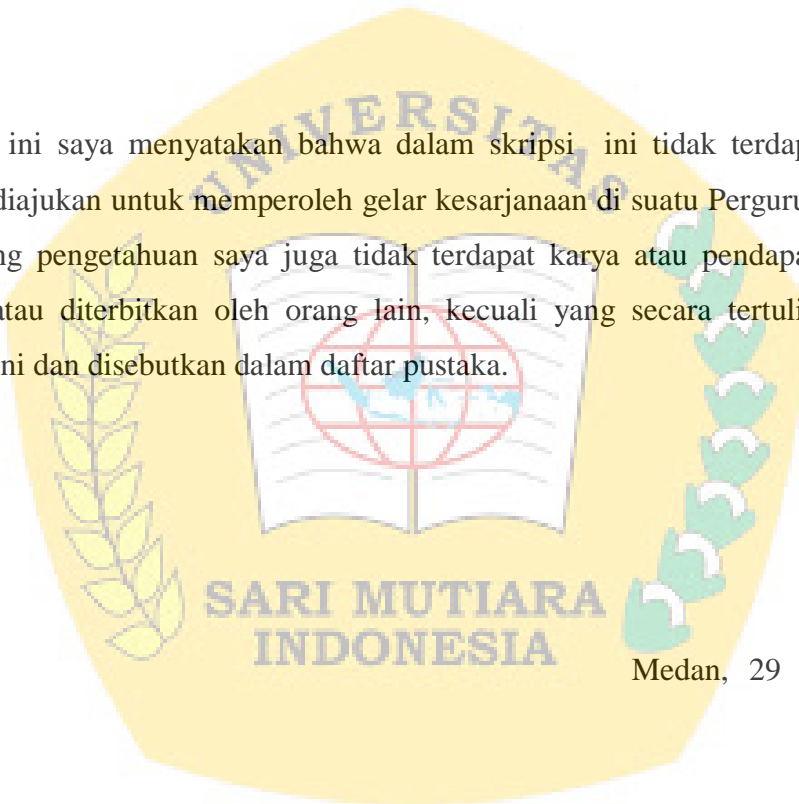 UNIVERSITAS
ini saya menyatakan bahwa dalam skripsi ini tidak terdap
diajukan untuk memperoleh gelar kesarjanaan di suatu Perguru
ng pengetahuan saya juga tidak terdapat karya atau pendapa
atau diterbitkan oleh orang lain, kecuali yang secara tertuli
ni dan disebutkan dalam daftar pustaka.
SARI MUTIARA
INDONESIA
Medan, 29